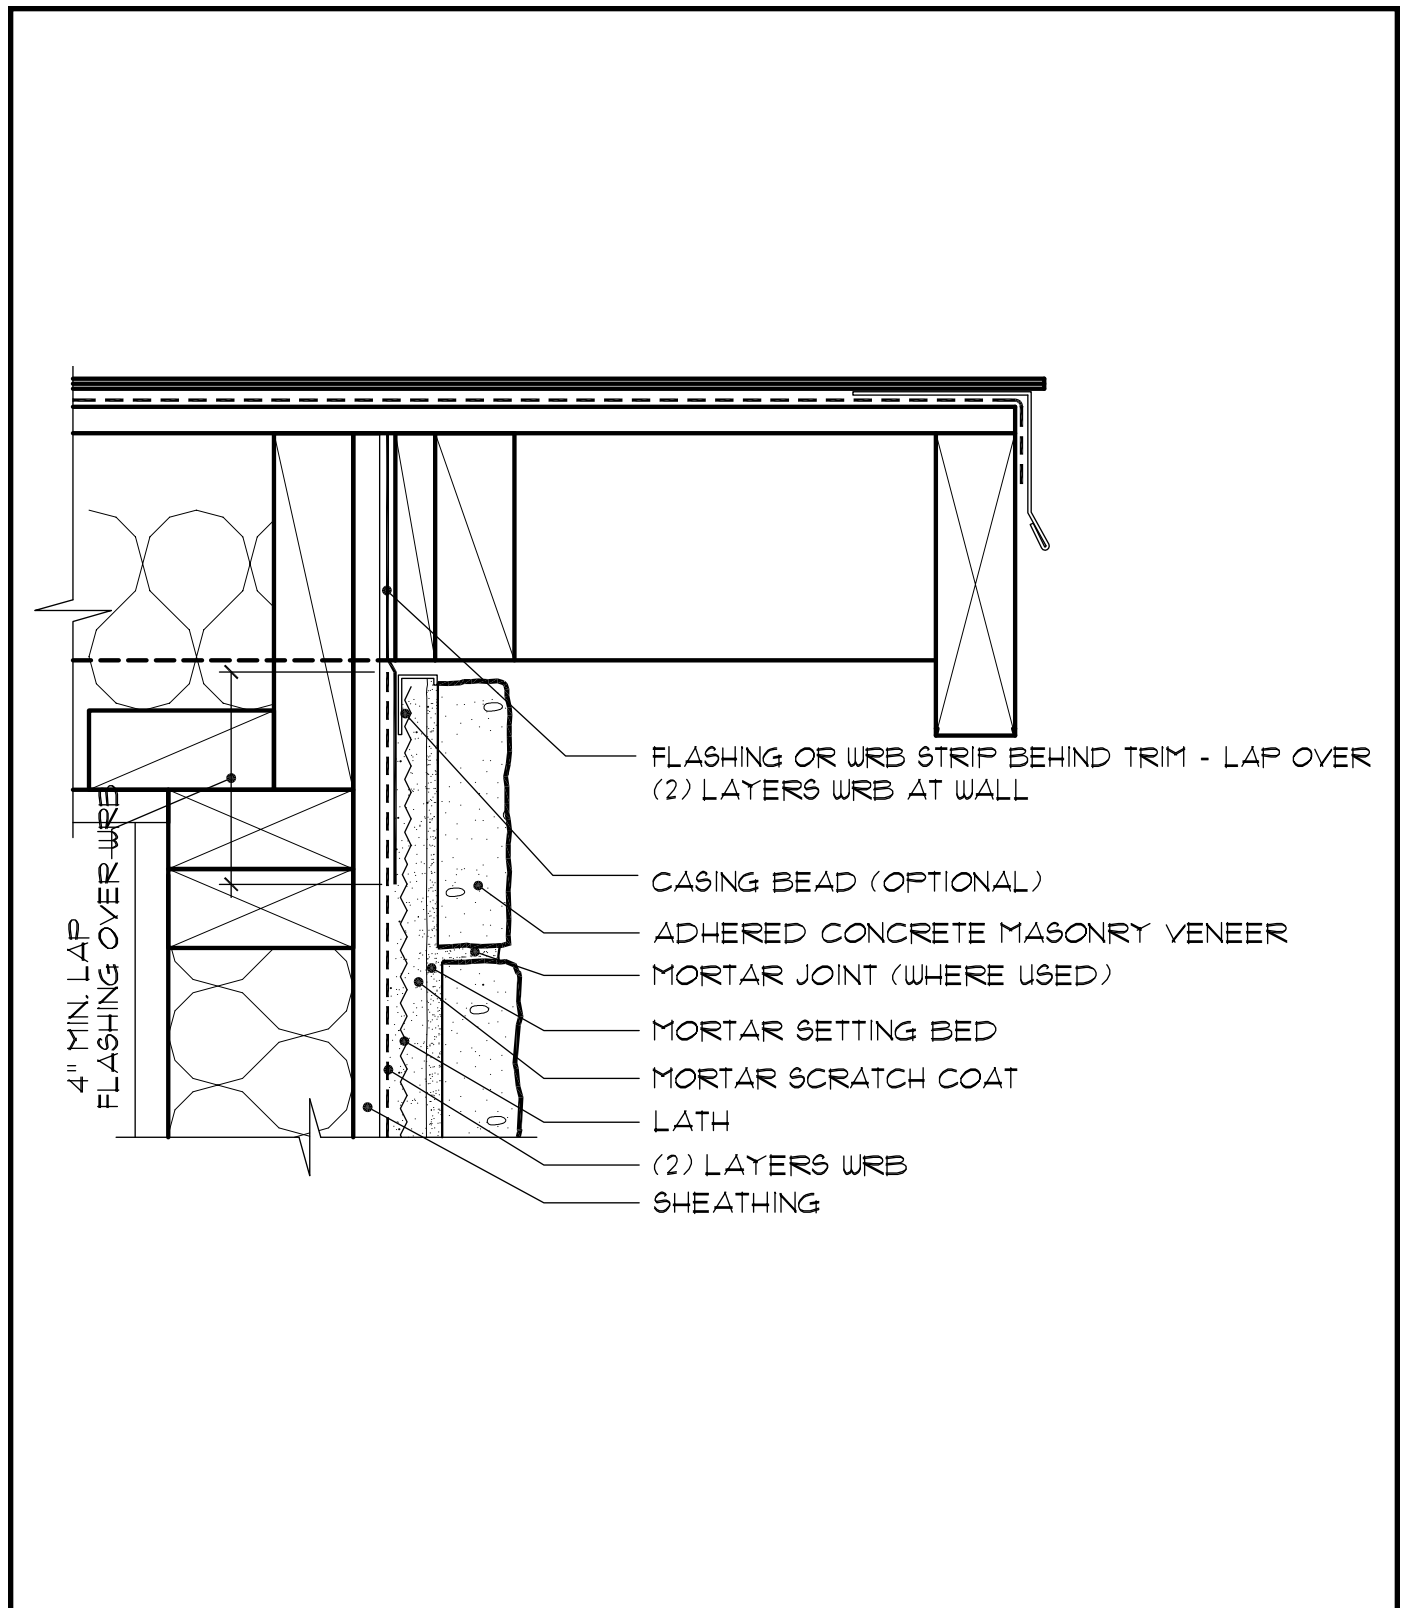 FLASHING OR WRB STRIP BEHIND TRIM - LAP OVER
(2) LAYERS WRB AT WALL
CASING BEAD (OPTIONAL)
ADHERED CONCRETE MASONRY VENEER
MORTAR JOINT (WHERE USED)
MORTAR SETTING BED
MORTAR SCRATCH COAT
LATH
(2) LAYERS WRB
SHEATHING
4" MIN. LAP
FLASHING OVER WRB